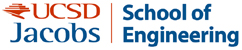 UCSD
Jacobs
School of
Engineering